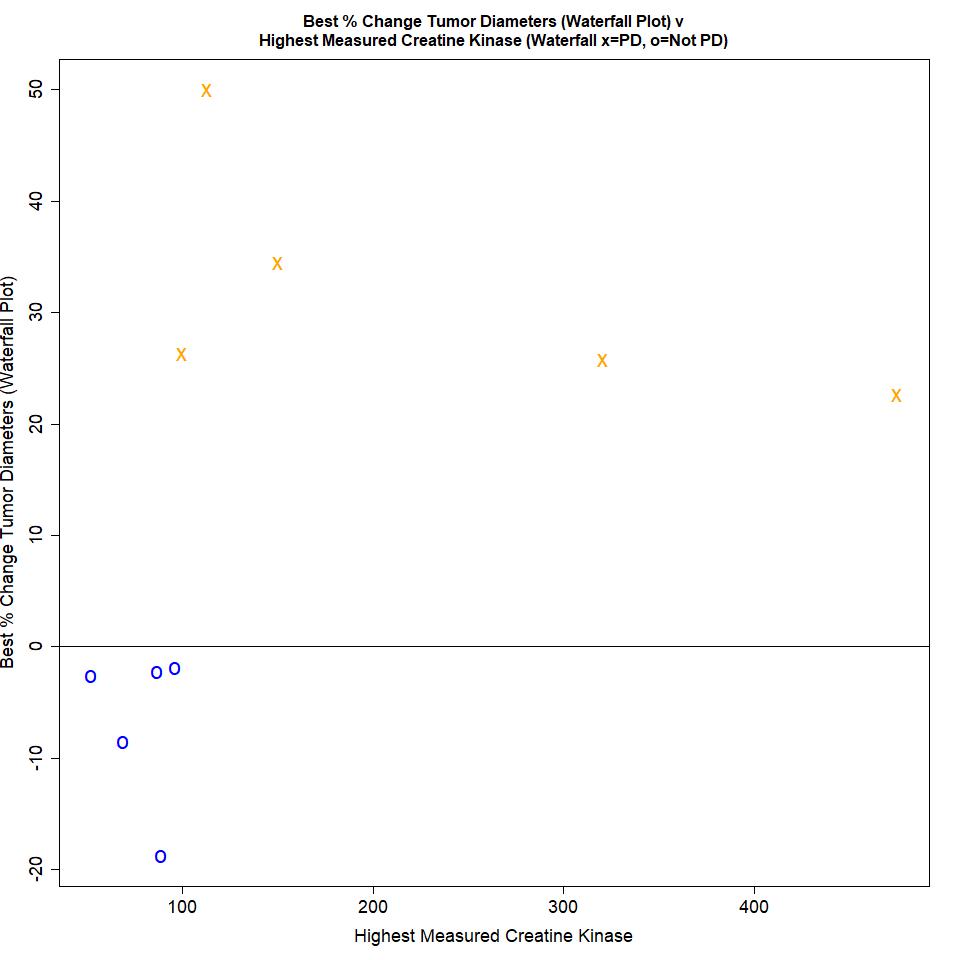 Best % Change Tumor Diameters (Waterfall Plot) v
Highest Measured Creatine Kinase (Waterfall x=PD, o=Not PD)
Best % Change Tumor Diameters (Waterfall Plot)
50
40
30
20
10
0
-10
-20
X
X
X
X
X
O
O
O
O
O
100 200 300 400
Highest Measured Creatine Kinase